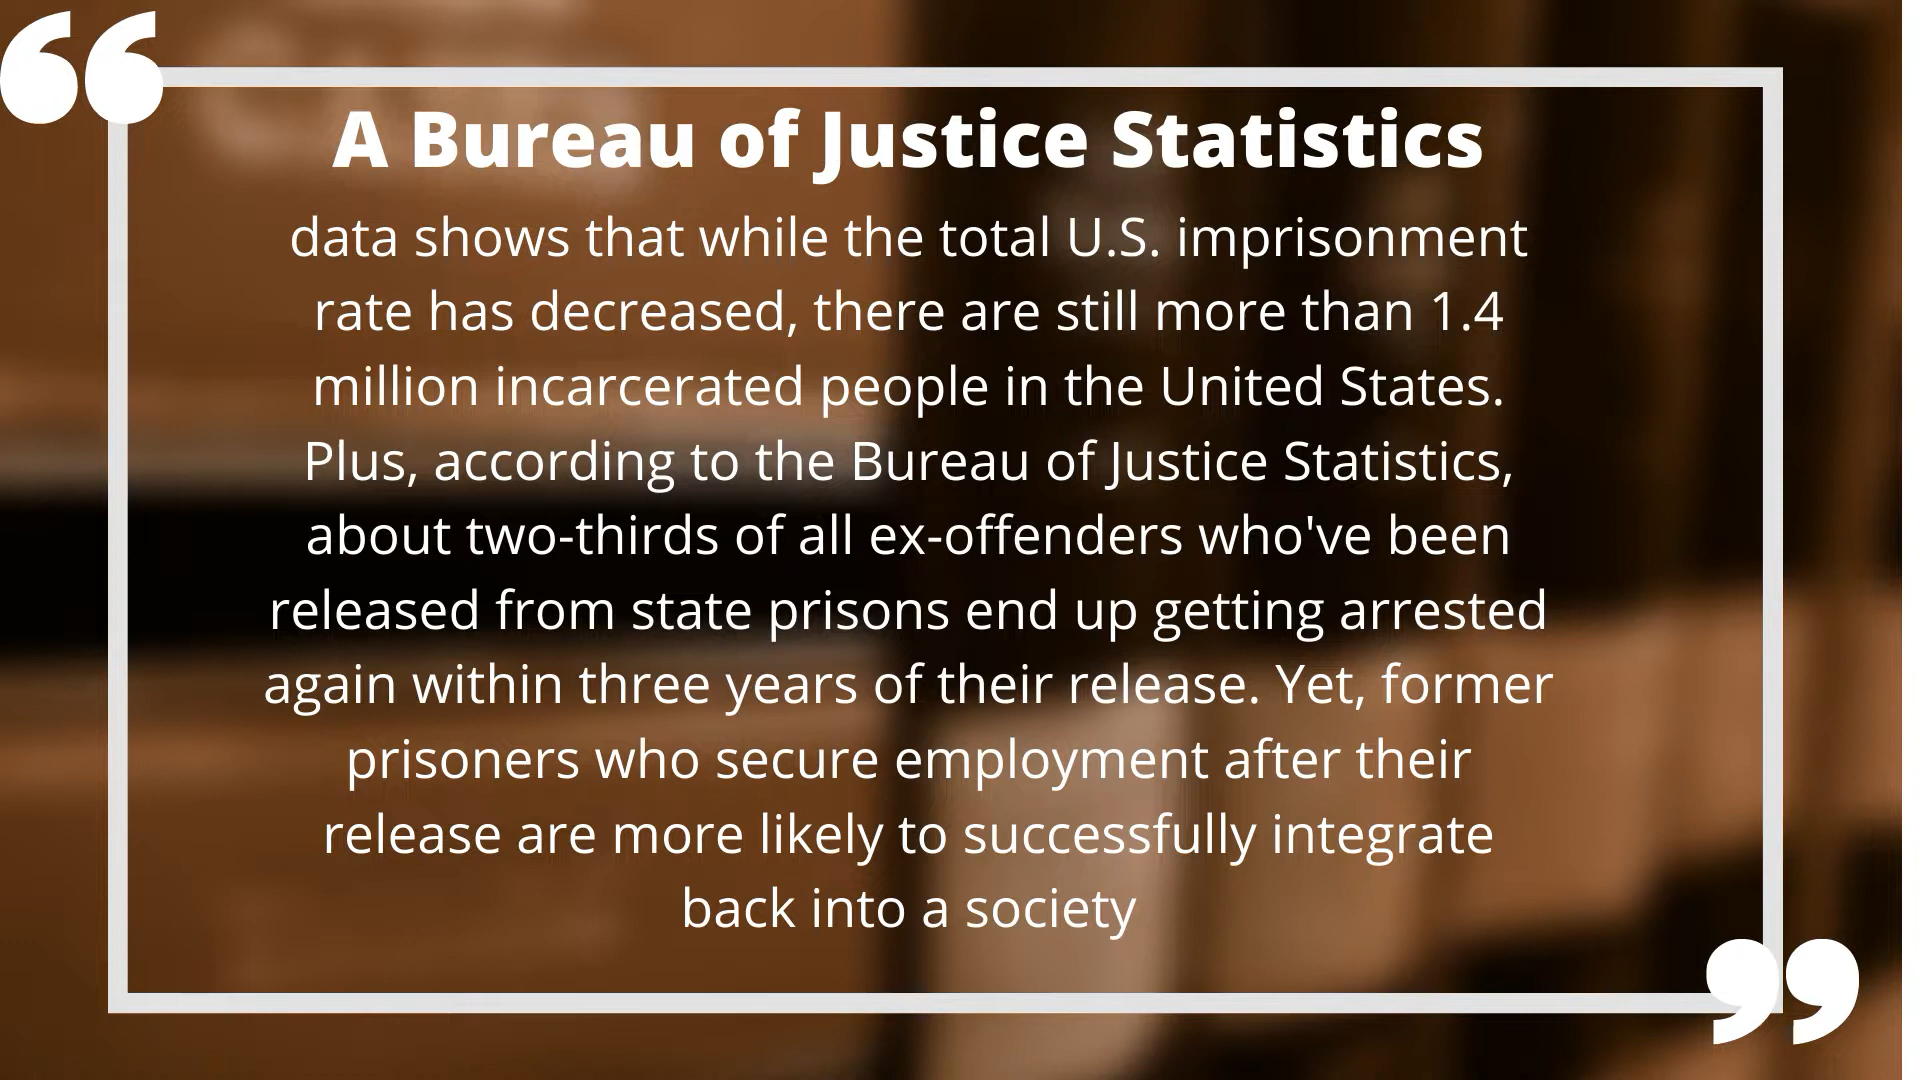 “
A Bureau of Justice Statistics
data shows that while the total U.S. imprisonment
rate has decreased, there are still more than 1.4
million incarcerated people in the United States.
Plus, according to the Bureau of Justice Statistics,
about two-thirds of all ex-offenders who've been
released from state prisons end up getting arrested
again within three years of their release. Yet, former
prisoners who secure employment after their
release are more likely to successfully integrate
back into a society
”